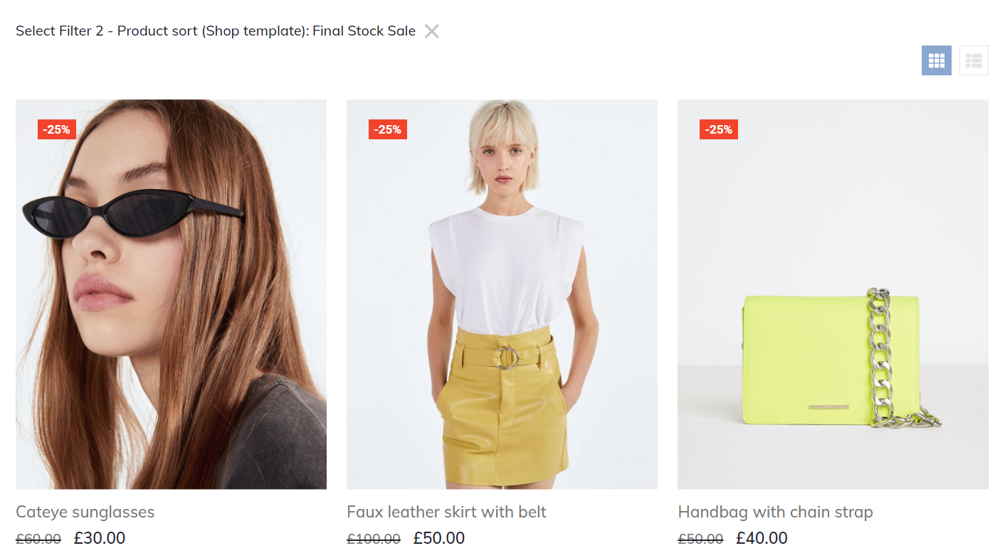 Select Filter 2 - Product sort (Shop template): Final Stock Sale
-25%
-25%
-25%
Cateye sunglasses
£60.00 £30.00
Faux leather skirt with belt
£100.00 £50.00
Handbag with chain strap
£50.00 £40.00